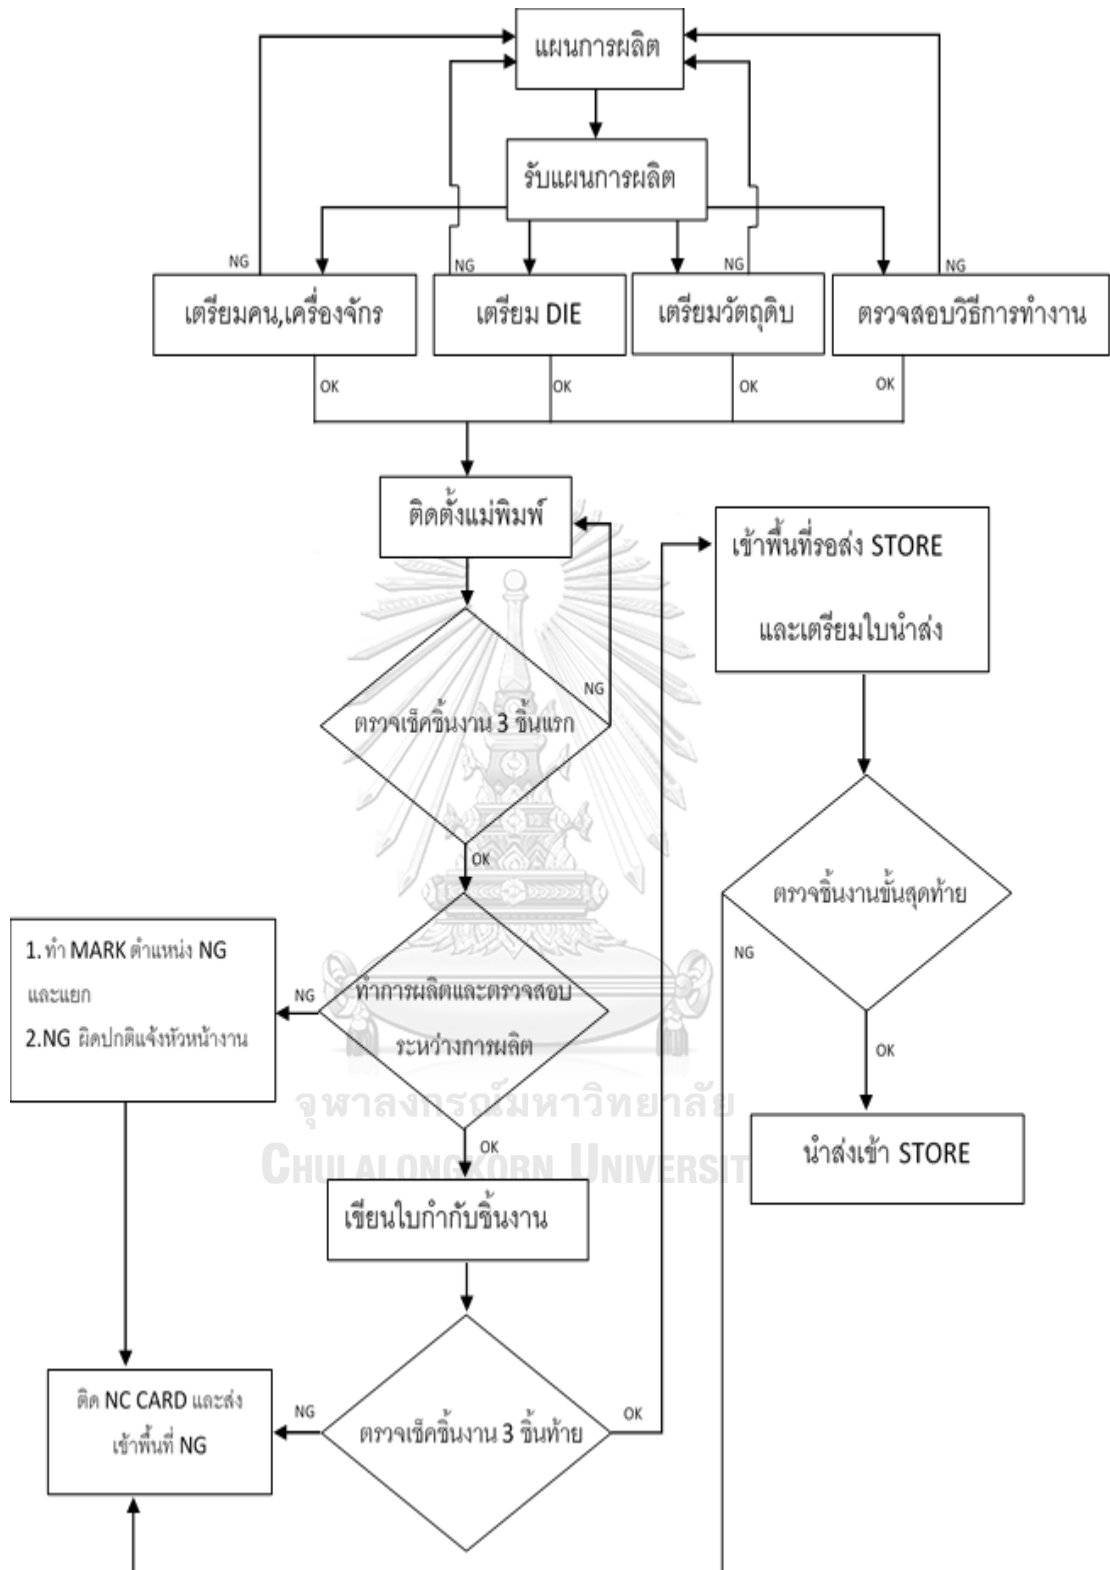 แผนการผลิต
รับแผนการผลิต
NG
NG
NG
NG
เตรียมคน,เครื่องจักร
เตรียม DIE
เตรียมวัตถุดิบ
ตรวจสอบวิธีการทำงาน
OK
OK
OK
OK
ติดตั้งแม่พิมพ์
เข้าพื้นที่รอส่ง STORE
และเตรียมใบนำส่ง
NG
ตรวจเช็คชิ้นงาน 3 ชิ้นแรก
OK
ตรวจชิ้นงานขั้นสุดท้าย
NG
OK
1. ทำ MARK ตำแหน่ง NG
และแยก
2.NG ผิดปกติแจ้งหัวหน้างาน
NG
ทำการผลิตและตรวจสอบ
ระหว่างการผลิต
จุฬาลงกรณ์มหาวิทยาลัย
CHULALONGKORN UNIVERSIT
OK
นำส่งเข้า STORE
เขียนใบกำกับชิ้นงาน
ติด NC CARD และส่ง
เข้าพื้นที่ NG
NG
ตรวจเช็คชิ้นงาน 3 ชิ้นท้าย
OK